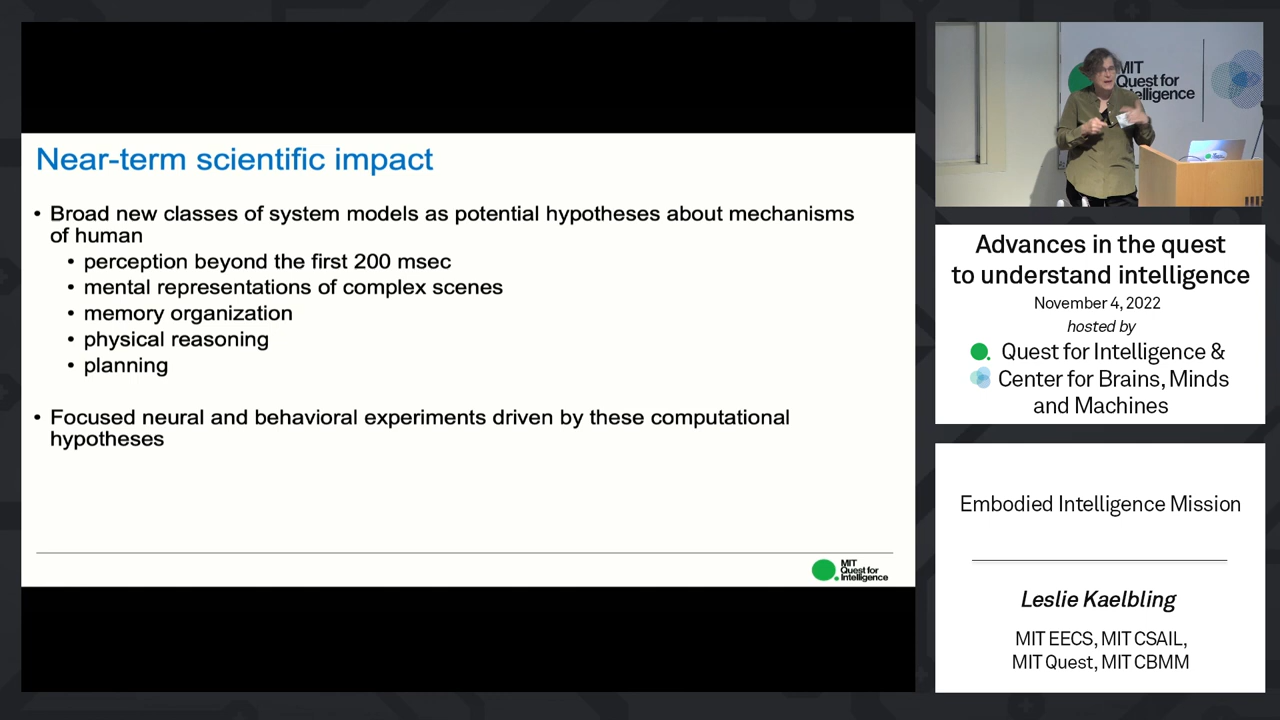 Near-term scientific impact
• Broad new classes of system models as potential hypotheses about mechanisms
of human
• perception beyond the first 200 msec
• mental representations of complex scenes
• memory organization
• physical reasoning
• planning
• Focused neural and behavioral experiments driven by these computational
hypotheses
MIT
Quest for
Intelligence
MIT
Quest for
Advances in the quest
to understand intelligence
November 4, 2022
hosted by
Quest for Intelligence &
Center for Brains, Minds
and Machines
Embodied Intelligence Mission
Leslie Kaelbling
MIT EECS, MIT CSAIL,
MIT Quest, MIT CBMM